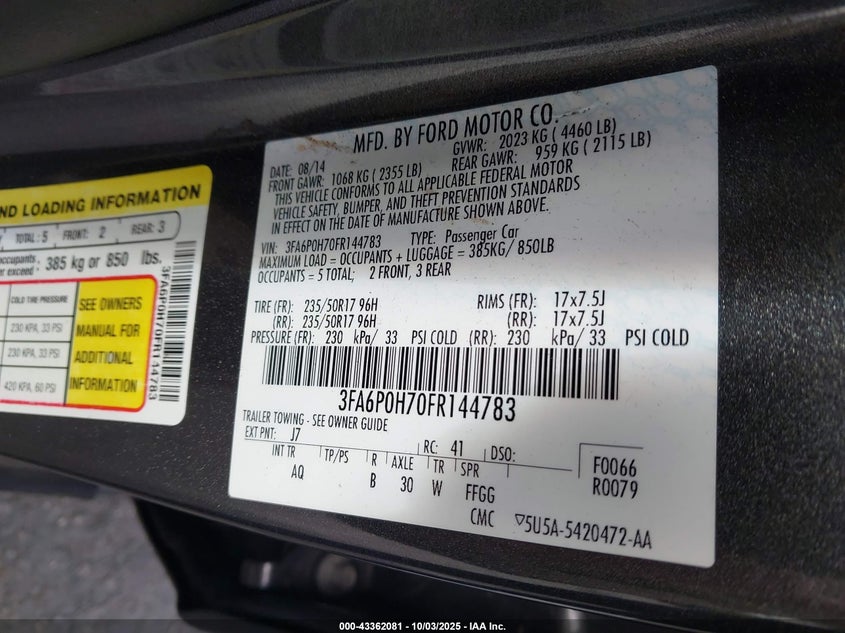 ND LOADING INFORMATION
TOTAL: 5 FRONT: 2 REAR: 3
occupants
er exceed: 385 kg or 850 lbs.
COLD TIRE PRESSURE
230 KPA, 33 PSI
230 KPA, 33 PSI
420 KPA, 60 PSI
SEE OWNERS
MANUAL FOR
ADDITIONAL
INFORMATION
3FA6P0H70FR144783
MFD. BY FORD MOTOR CO.
DATE: 08/14 GVWR: 2023 KG ( 4460 LB)
FRONT GAWR: 1068 KG ( 2355 LB) REAR GAWR: 959 KG ( 2115 LB)
THIS VEHICLE CONFORMS TO ALL APPLICABLE FEDERAL MOTOR
VEHICLE SAFETY, BUMPER, AND THEFT PREVENTION STANDARDS
IN EFFECT ON THE DATE OF MANUFACTURE SHOWN ABOVE.
VIN: 3FA6P0H70FR144783 TYPE: Passenger Car
MAXIMUM LOAD = OCCUPANTS + LUGGAGE = 385KG/ 850LB
OCCUPANTS = 5 TOTAL; 2 FRONT, 3 REAR
TIRE (FR): 235/50R17 96H RIMS (FR): 17x7.5J
(RR): 235/50R17 96H (RR): 17x7.5J
PRESSURE (FR): 230 kPa/ 33 PSI COLD (RR): 230 kPa/ 33 PSI COLD
3FA6P0H70FR144783
TRAILER TOWING - SEE OWNER GUIDE
EXT PNT: J7 RC: 41 DSO:
INT TR TP/PS R AXLE TR SPR F0066
AQ B 30 W FFGG R0079
CMC ▽5U5A-5420472-AA
000-43362081 - 10/03/2025 - IAA Inc.